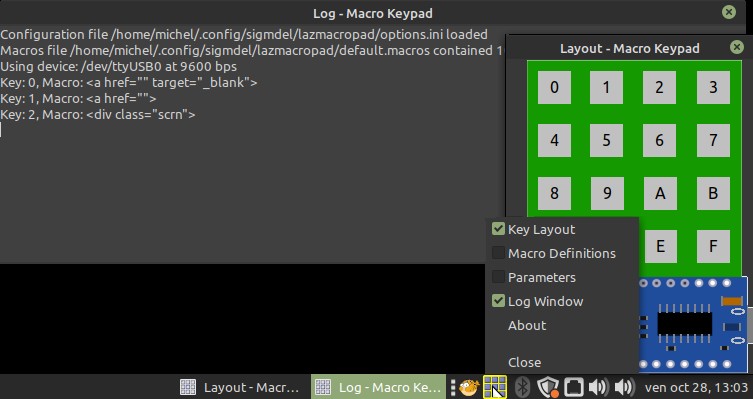 Log - Macro Keypad
Configuration file /home/michel/.config/sigmdel/lazmacropad/options.ini loaded
Macros file /home/michel/.config/sigmdel/lazmacropad/default.macros contained 1
Using device: /dev/ttyUSB0 at 9600 bps
Key: 0, Macro: <a href="" target="_blank">
Key: 1, Macro: <a href="">
Key: 2, Macro: <div class="scrn">
Layout - Macro Keypad
0 1 2 3
4 5 6 7
8 9 A B
E F
Key Layout
Macro Definitions
Parameters
Log Window
About
Close
Layout - Macr...
Log - Macro Ke...
ven oct 28, 13:03